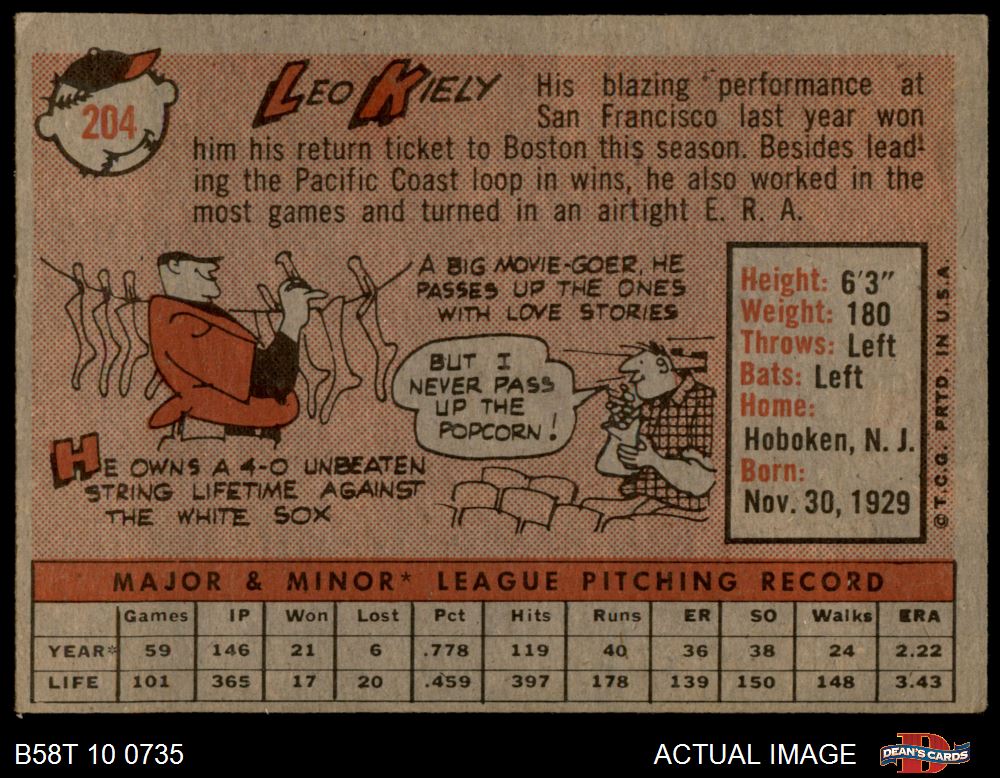 204
LEO KIELY
His blazing performance at
San Francisco last year won
him his return ticket to Boston this season. Besides lead-
ing the Pacific Coast loop in wins, he also worked in the
most games and turned in an airtight E. R. A.
A BIG MOVIE-GOER, HE
PASSES UP THE ONES
WITH LOVE STORIES
BUT I
NEVER PASS
UP THE
POPCORN!
HE OWNS A 4-0 UNBEATEN
STRING LIFETIME AGAINST
THE WHITE SOX
Height: 6'3"
Weight: 180
Throws: Left
Bats: Left
Home:
Hoboken, N. J.
Born:
Nov. 30, 1929
© T.C.G. PRTD. IN U.S.A.
MAJOR & MINOR* LEAGUE PITCHING RECORD
Games IP Won Lost Pct Hits Runs ER SO Walks ERA
YEAR* 59 146 21 6 .778 119 40 36 38 24 2.22
LIFE 101 365 17 20 .459 397 178 139 150 148 3.43
B58T 10 0735
ACTUAL IMAGE
D
DEAN'S CARDS